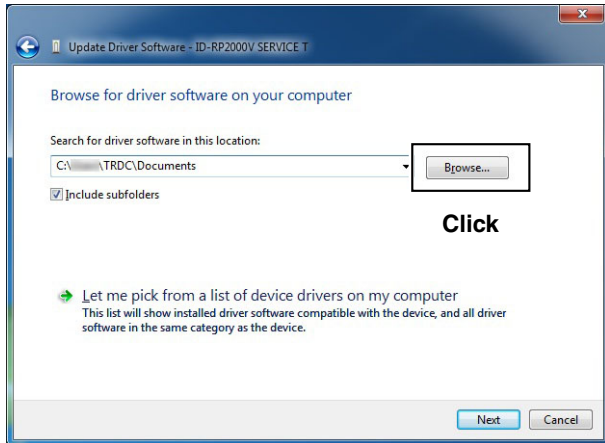 Update Driver Software - ID-RP2000V SERVICE T
Browse for driver software on your computer
Search for driver software in this location:
C:\ \TRDC\Documents
Browse...
Include subfolders
Click
Let me pick from a list of device drivers on my computer
This list will show installed driver software compatible with the device, and all driver
software in the same category as the device.
Next Cancel